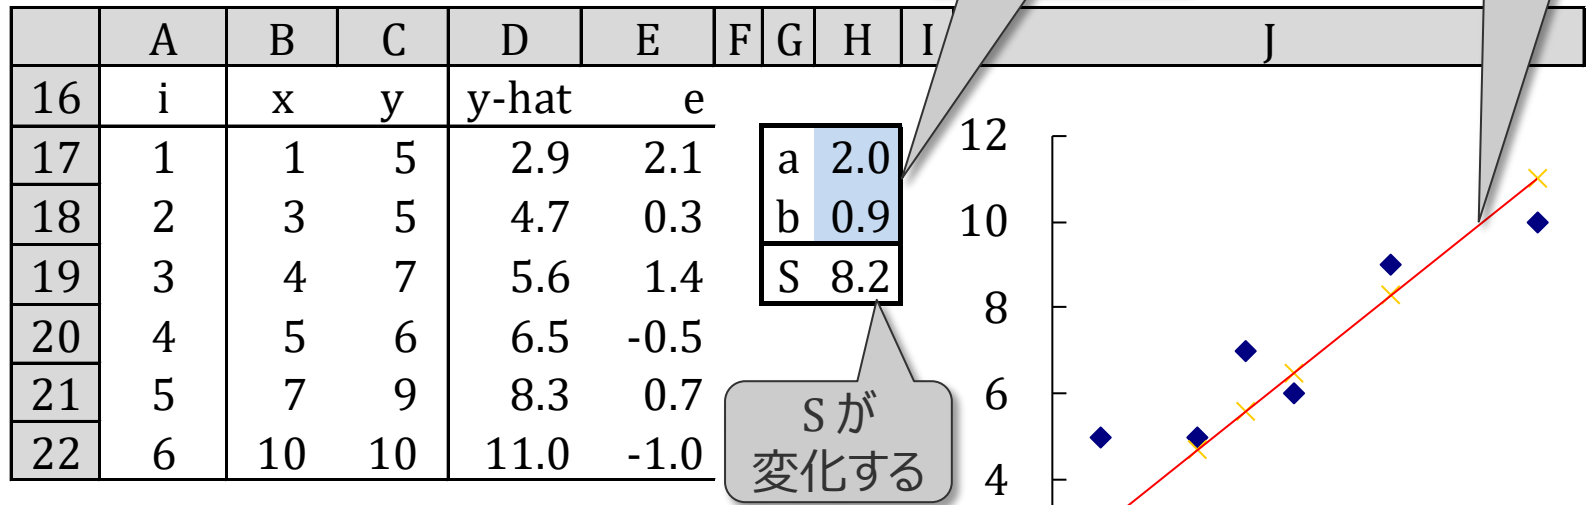 A B C D E F G H I J
16 i x y y-hat e
17 1 1 5 2.9 2.1 a 2.0
18 2 3 5 4.7 0.3 b 0.9
19 3 4 7 5.6 1.4 S 8.2
20 4 5 6 6.5 -0.5
21 5 7 9 8.3 0.7
22 6 10 10 11.0 -1.0
S が
変化する
12
10
8
6
4